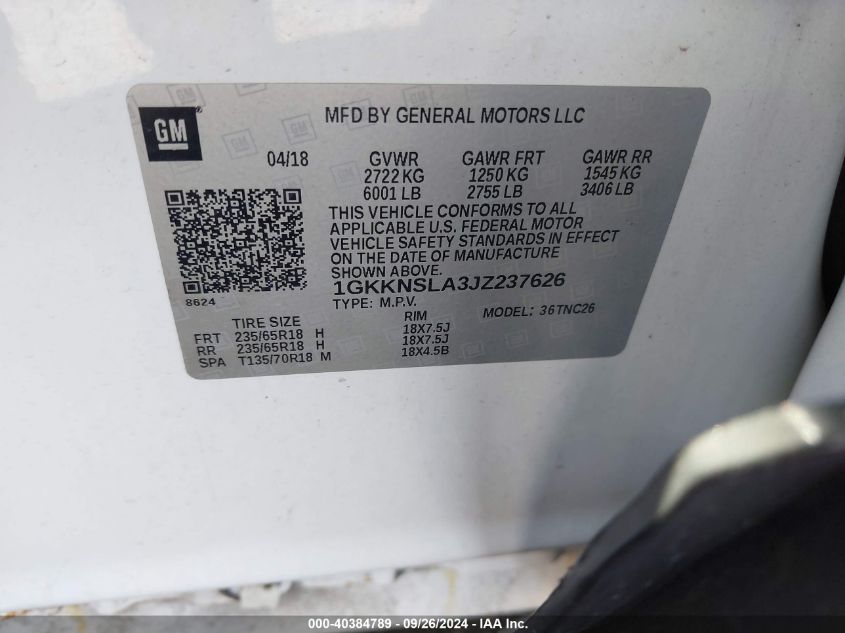 GM
MFD BY GENERAL MOTORS LLC
04/18 GVWR GAWR FRT GAWR RR
2722 KG 1250 KG 1545 KG
6001 LB 2755 LB 3406 LB
THIS VEHICLE CONFORMS TO ALL
APPLICABLE U.S. FEDERAL MOTOR
VEHICLE SAFETY STANDARDS IN EFFECT
ON THE DATE OF MANUFACTURE
SHOWN ABOVE.
1GKKNSLA3JZ237626
8624
TYPE: M.P.V. MODEL: 36TNC26
TIRE SIZE RIM
FRT 235/65R18 H 18X7.5J
RR 235/65R18 H 18X7.5J
SPA T135/70R18 M 18X4.5B
000-40384789 - 09/26/2024 - IAA Inc.